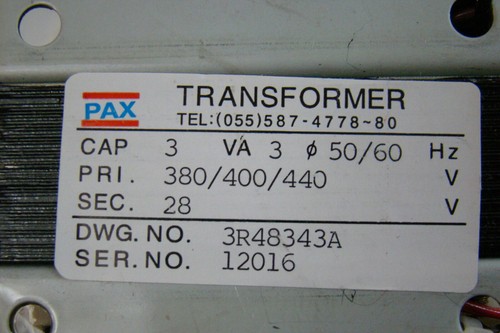 PAX TRANSFORMER
TEL:(055)587-4778~80
CAP 3 VA 3 ϕ 50/60 Hz
PRI. 380/400/440 V
SEC. 28 V
DWG.NO. 3R48343A
SER.NO. 12016